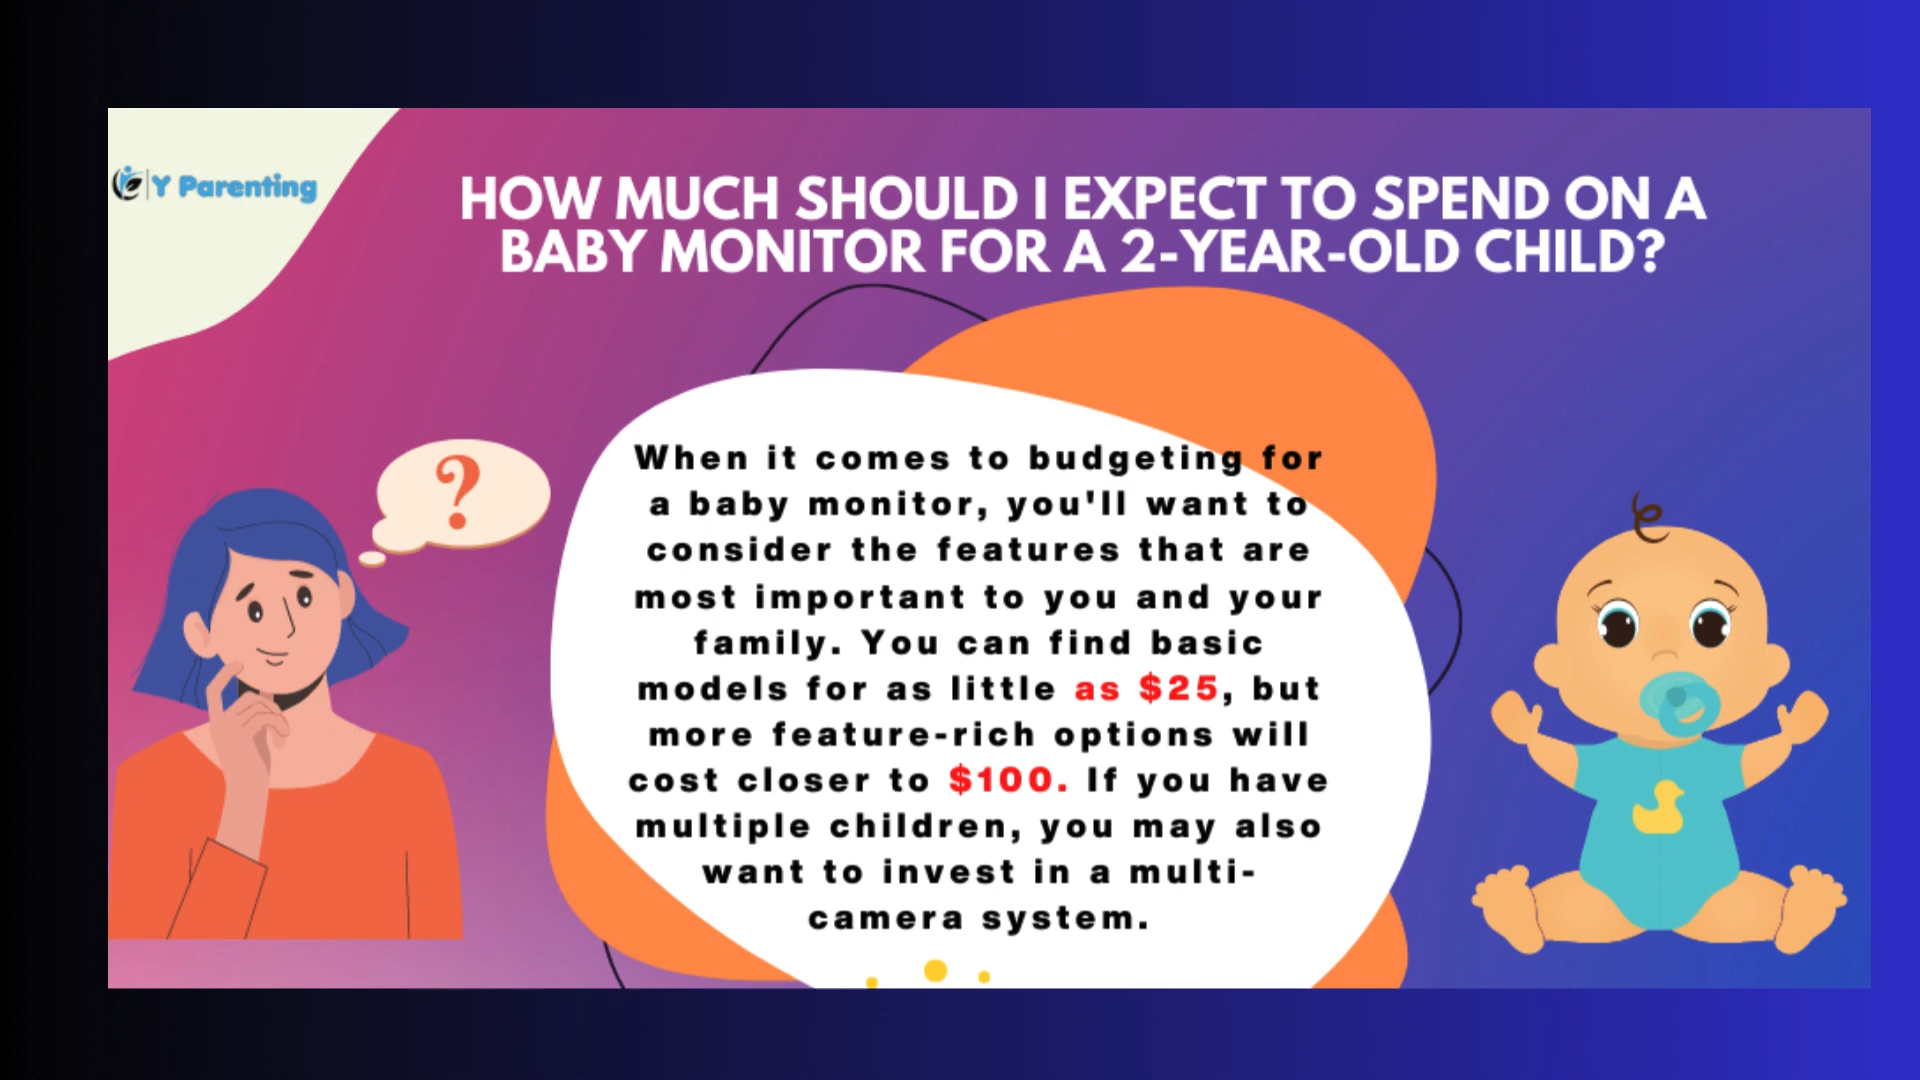 Y Parenting
HOW MUCH SHOULD I EXPECT TO SPEND ON A
BABY MONITOR FOR A 2-YEAR-OLD CHILD?
?
When it comes to budgeting for
a baby monitor, you'll want to
consider the features that are
most important to you and your
family. You can find basic
models for as little as $25, but
more feature-rich options will
cost closer to $100. If you have
multiple children, you may also
want to invest in a multi-
camera system.